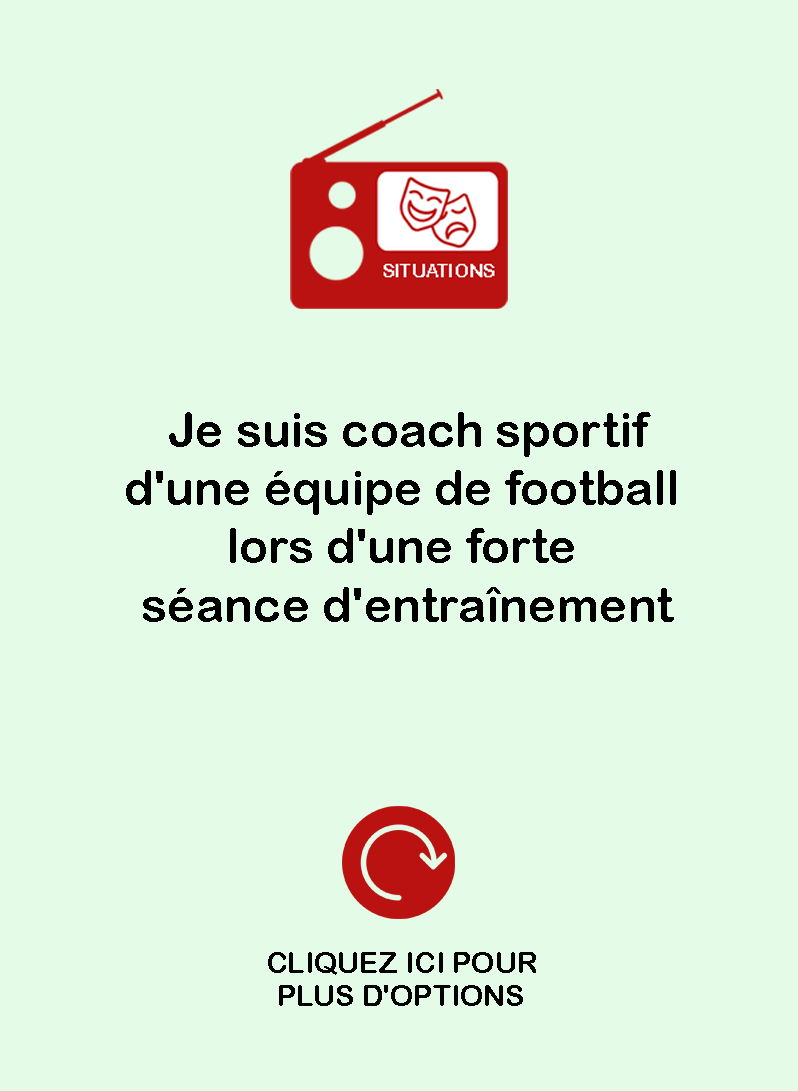 SITUATIONS
Je suis coach sportif
d'une équipe de football
lors d'une forte
séance d'entraînement
CLIQUEZ ICI POUR
PLUS D'OPTIONS